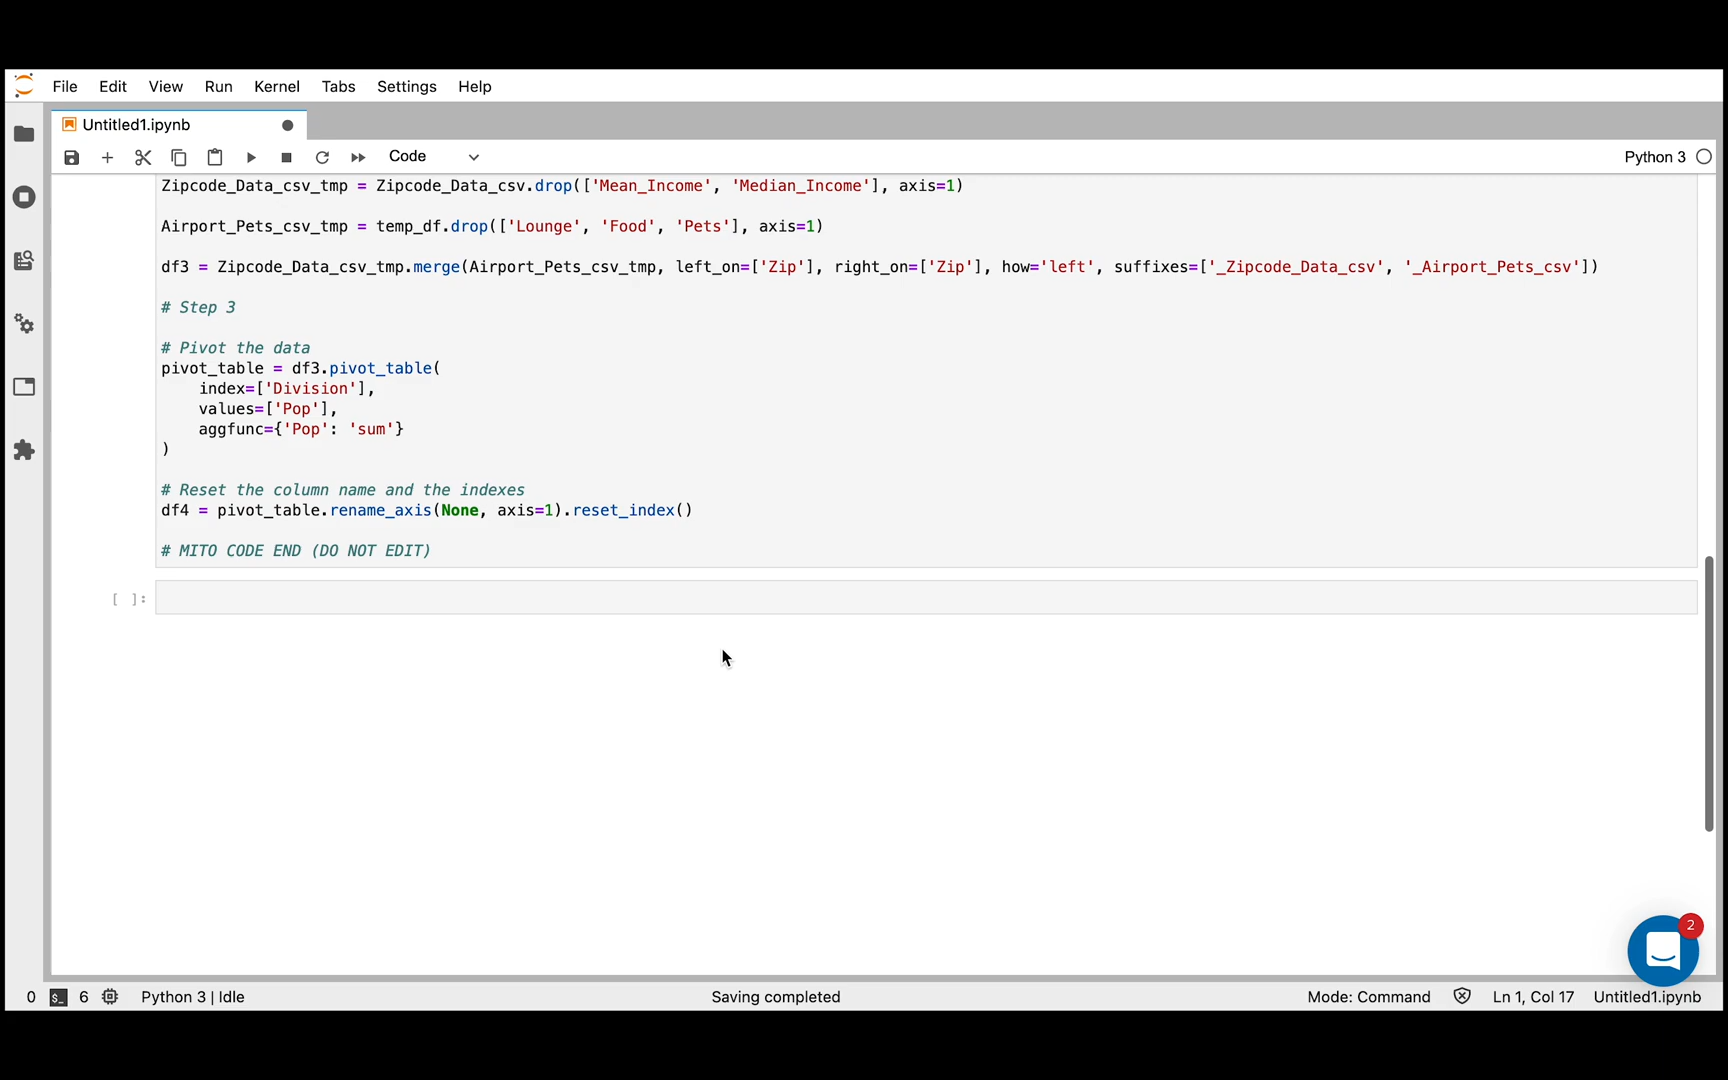 File Edit View Run Kernel Tabs Settings Help
Untitled1.ipynb
Code
Python 3
Zipcode_Data_csv_tmp = Zipcode_Data_csv.drop(['Mean_Income', 'Median_Income'], axis=1)
Airport_Pets_csv_tmp = temp_df.drop(['Lounge', 'Food', 'Pets'], axis=1)
df3 = Zipcode_Data_csv_tmp.merge(Airport_Pets_csv_tmp, left_on=['Zip'], right_on=['Zip'], how='left', suffixes=['_Zipcode_Data_csv', '_Airport_Pets_csv'])
# Step 3
# Pivot the data
pivot_table = df3.pivot_table(
    index=['Division'],
    values=['Pop'],
    aggfunc={'Pop': 'sum'}
)
# Reset the column name and the indexes
df4 = pivot_table.rename_axis(None, axis=1).reset_index()
# MITO CODE END (DO NOT EDIT)
[ ]:
2
0 $_ 6 Python 3 | Idle Saving completed Mode: Command Ln 1, Col 17 Untitled1.ipynb